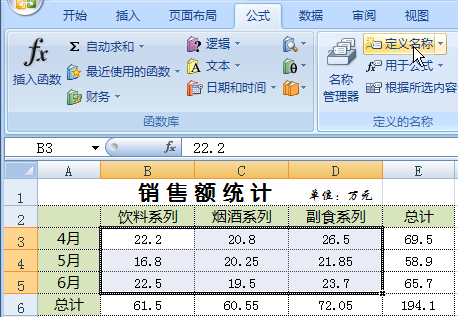 开始 插入 页面布局 公式 数据 审阅 视图
fx 插入函数
Σ 自动求和
最近使用的函数
财务
逻辑
文本
日期和时间
θ
函数库
名称
管理器
定义名称
fx 用于公式
根据所选内容
定义的名称
B3 fx 22.2
A B C D E
1 销售额统计 单位：万元
2 饮料系列 烟酒系列 副食系列 总计
3 4月 22.2 20.8 26.5 69.5
4 5月 16.8 20.25 21.85 58.9
5 6月 22.5 19.5 23.7 65.7
6 总计 61.5 60.55 72.05 194.1